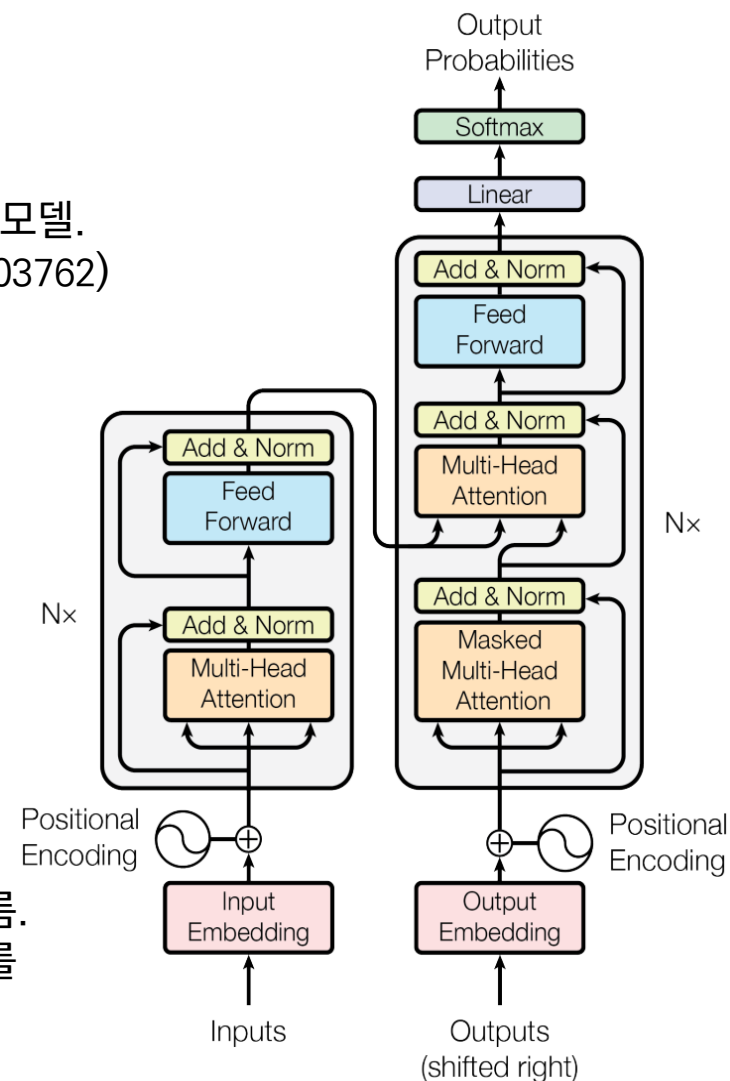 Output
Probabilities
Softmax
Linear
모델.
03762)
Add & Norm
Feed
Forward
Add & Norm
Multi-Head
Attention
Nx
Add & Norm
Masked
Multi-Head
Attention
Add & Norm
Feed
Forward
Nx
Add & Norm
Multi-Head
Attention
Positional
Encoding
Positional
Encoding
Input
Embedding
Output
Embedding
를
Inputs
Outputs
(shifted right)